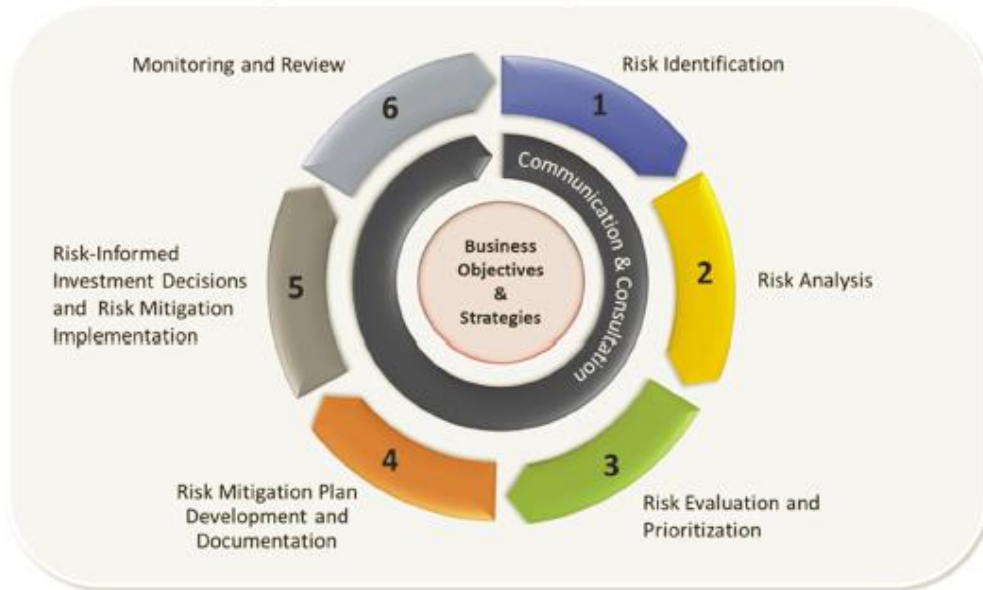 1
Risk Identification
2
Risk Analysis
3
Risk Evaluation and
Prioritization
4
Risk Mitigation Plan
Development and
Documentation
5
Risk-Informed
Investment Decisions
and Risk Mitigation
Implementation
6
Monitoring and Review
Communication & Consultation
Business
Objectives
&
Strategies